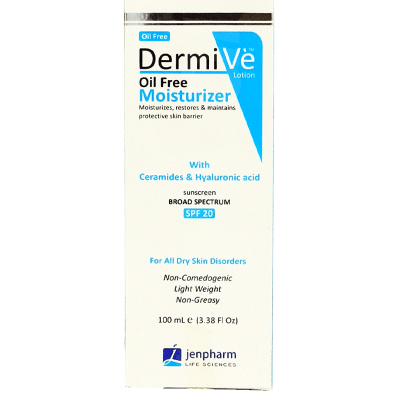 Oil Free
DermiVe™
Lotion
Oil Free
Moisturizer
Moisturizes, restores & maintains
protective skin barrier
With
Ceramides & Hyaluronic acid
sunscreen
BROAD SPECTRUM
SPF 20
For All Dry Skin Disorders
Non-Comedogenic
Light Weight
Non-Greasy
100 mL e (3.38 Fl Oz)
jenpharm
LIFE SCIENCES